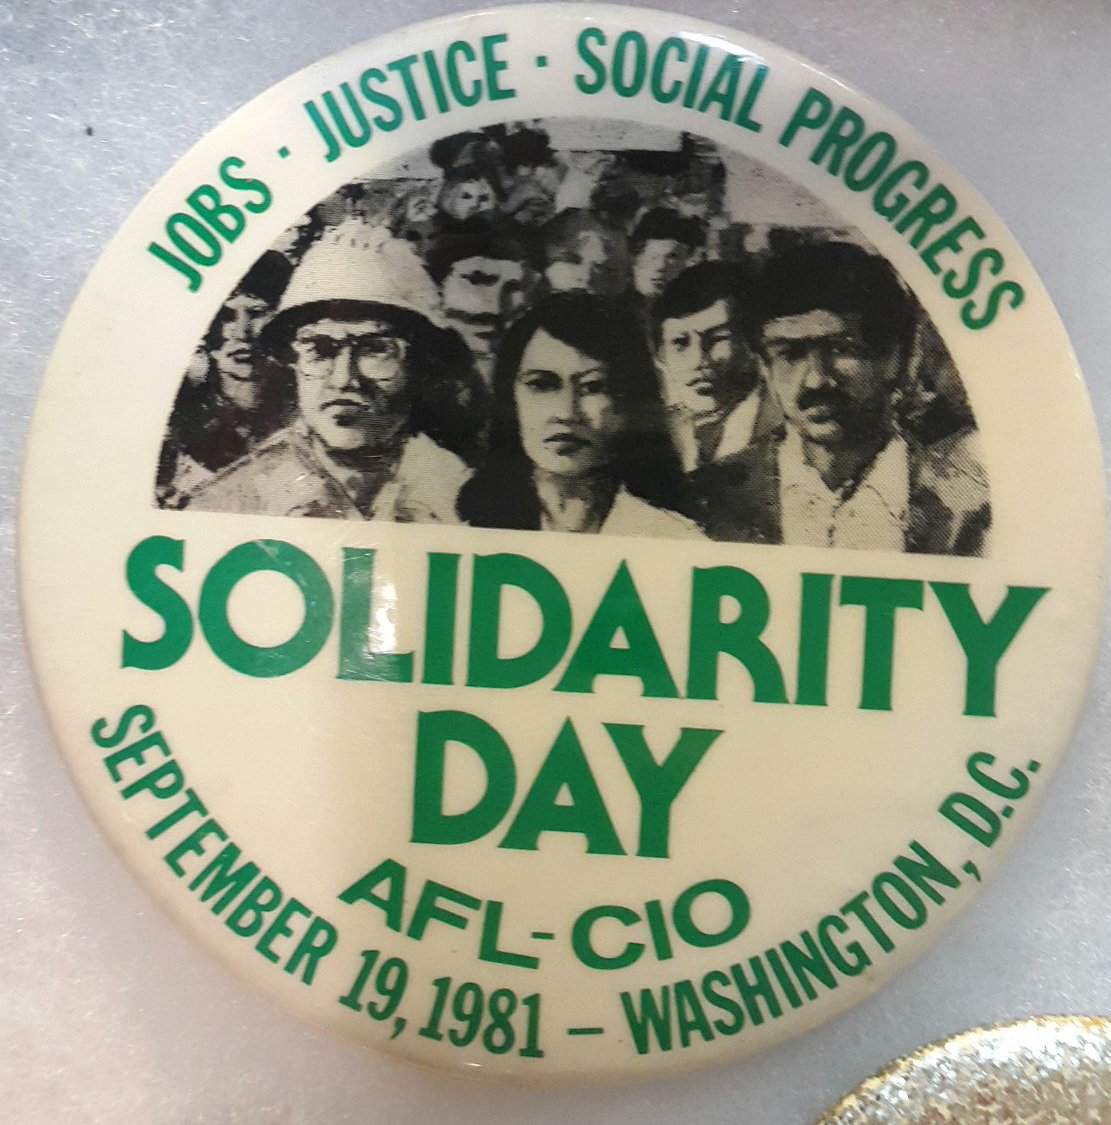 JOBS · JUSTICE · SOCIAL PROGRESS
SOLIDARITY
DAY
AFL-CIO
SEPTEMBER 19, 1981 – WASHINGTON, D.C.